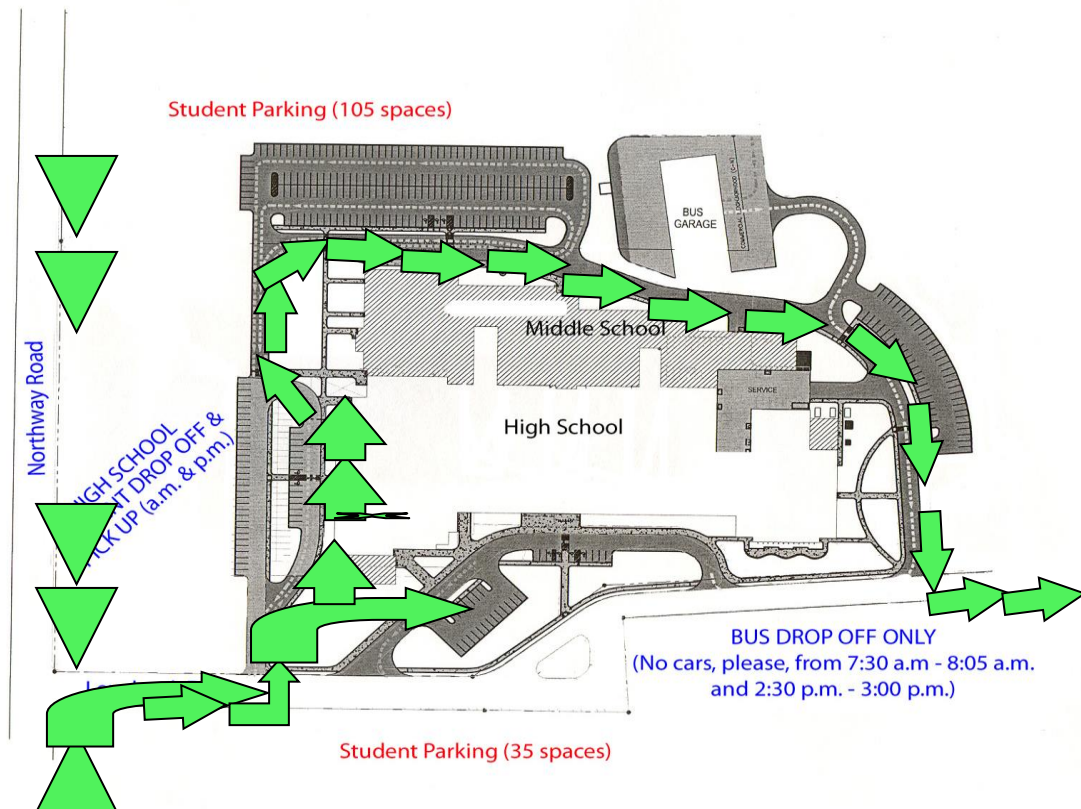 Student Parking (105 spaces)
BUS
GARAGE
Middle School
SERVICE
High School
Northway Road
HIGH SCHOOL
DROP OFF &
PICK UP (a.m. & p.m.)
BUS DROP OFF ONLY
(No cars, please, from 7:30 a.m - 8:05 a.m.
and 2:30 p.m. - 3:00 p.m.)
Student Parking (35 spaces)